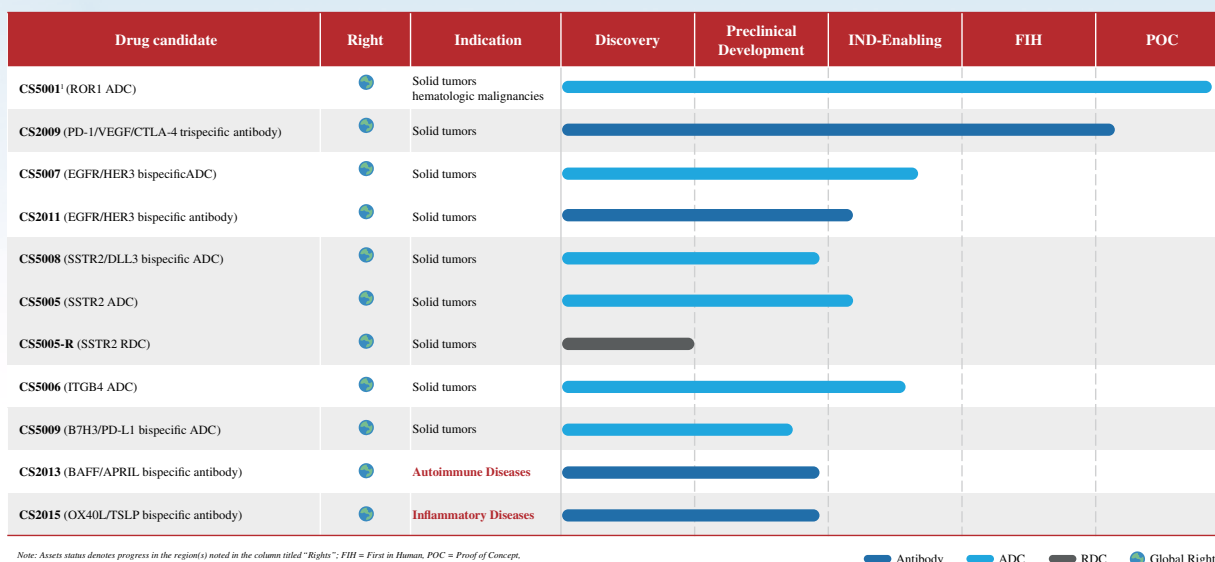 Drug candidate Right Indication Discovery Preclinical Development IND-Enabling FIH POC
CS5001¹ (ROR1 ADC) Solid tumors
hematologic malignancies
CS2009 (PD-1/VEGF/CTLA-4 trispecific antibody) Solid tumors
CS5007 (EGFR/HER3 bispecificADC) Solid tumors
CS2011 (EGFR/HER3 bispecific antibody) Solid tumors
CS5008 (SSTR2/DLL3 bispecific ADC) Solid tumors
CS5005 (SSTR2 ADC) Solid tumors
CS5005-R (SSTR2 RDC) Solid tumors
CS5006 (ITGB4 ADC) Solid tumors
CS5009 (B7H3/PD-L1 bispecific ADC) Solid tumors
CS2013 (BAFF/APRIL bispecific antibody) Autoimmune Diseases
CS2015 (OX40L/TSLP bispecific antibody) Inflammatory Diseases
Note: Assets status denotes progress in the region(s) noted in the column titled “Rights”; FIH = First in Human, POC = Proof of Concept,
Antibody ADC RDC Global Right